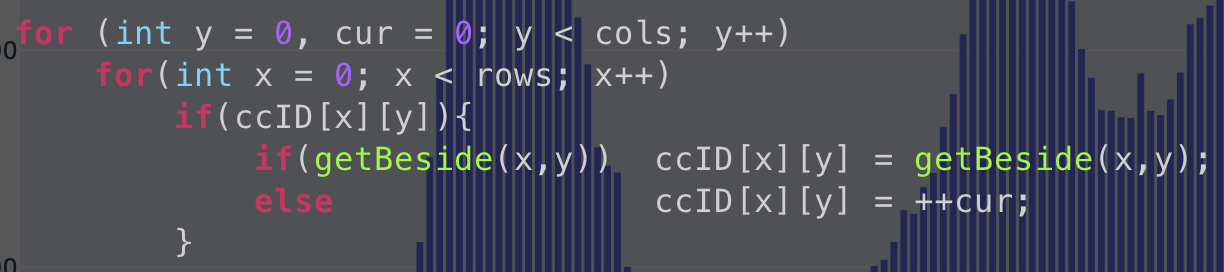 for (int y = 0, cur = 0; y < cols; y++)
for(int x = 0; x < rows; x++)
if(ccID[x][y]){
if(getBeside(x,y))  ccID[x][y] = getBeside(x,y);
else                ccID[x][y] = ++cur;
}